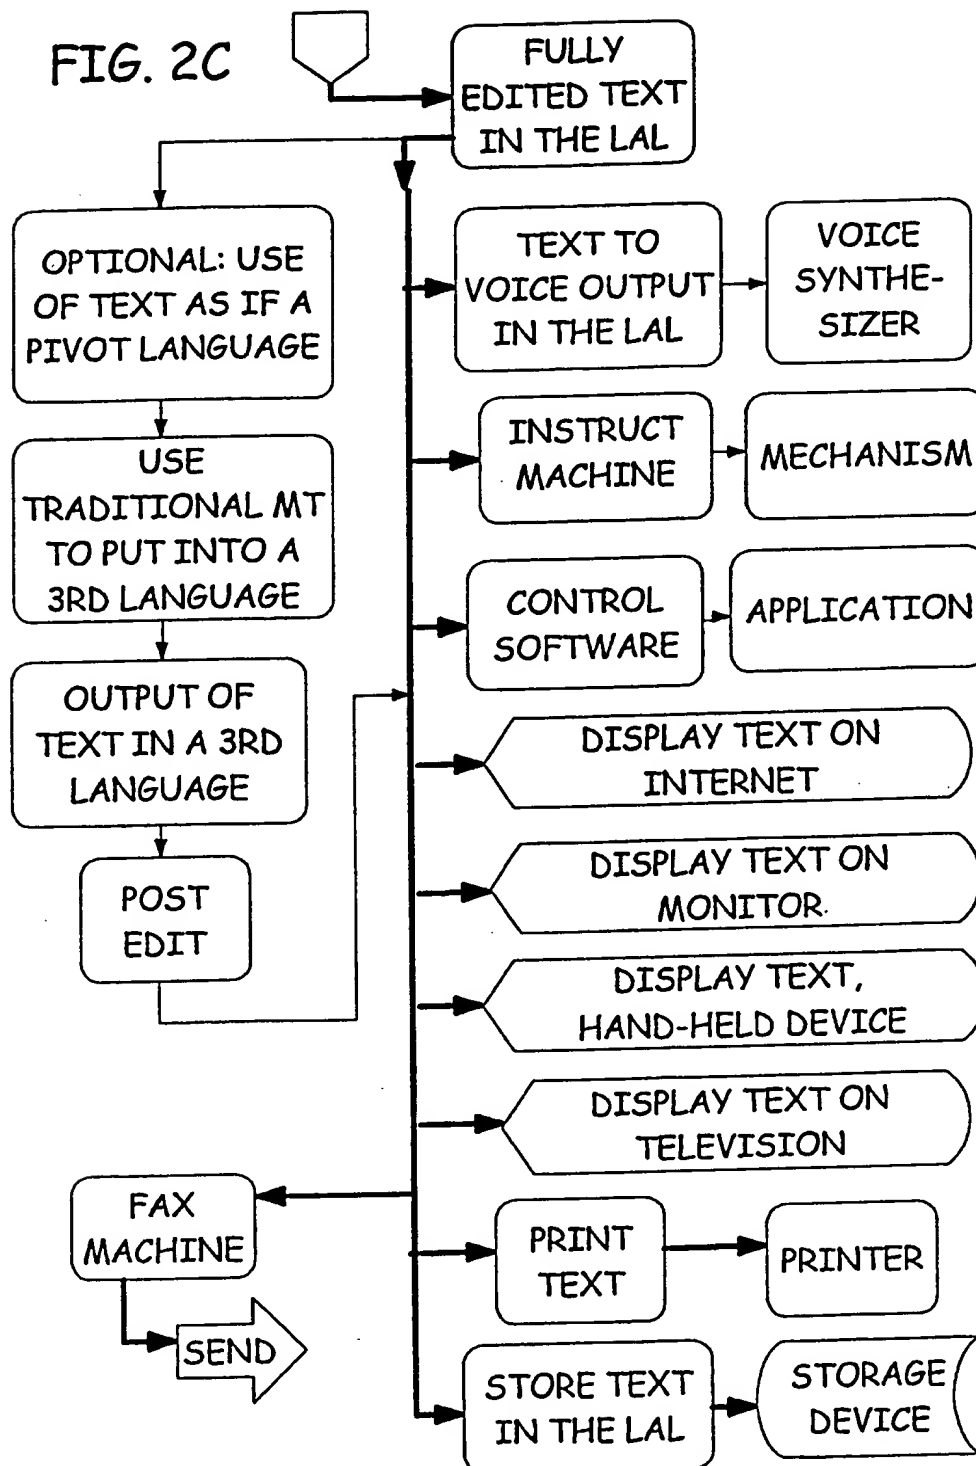 FIG. 2C
FULLY
EDITED TEXT
IN THE LAL
OPTIONAL: USE
OF TEXT AS IF A
PIVOT LANGUAGE
USE
TRADITIONAL MT
TO PUT INTO A
3RD LANGUAGE
OUTPUT OF
TEXT IN A 3RD
LANGUAGE
POST
EDIT
TEXT TO
VOICE OUTPUT
IN THE LAL
VOICE
SYNTHE-
SIZER
INSTRUCT
MACHINE
MECHANISM
CONTROL
SOFTWARE
APPLICATION
DISPLAY TEXT ON
INTERNET
DISPLAY TEXT ON
MONITOR
DISPLAY TEXT,
HAND-HELD DEVICE
DISPLAY TEXT ON
TELEVISION
FAX
MACHINE
SEND
PRINT
TEXT
PRINTER
STORE TEXT
IN THE LAL
STORAGE
DEVICE